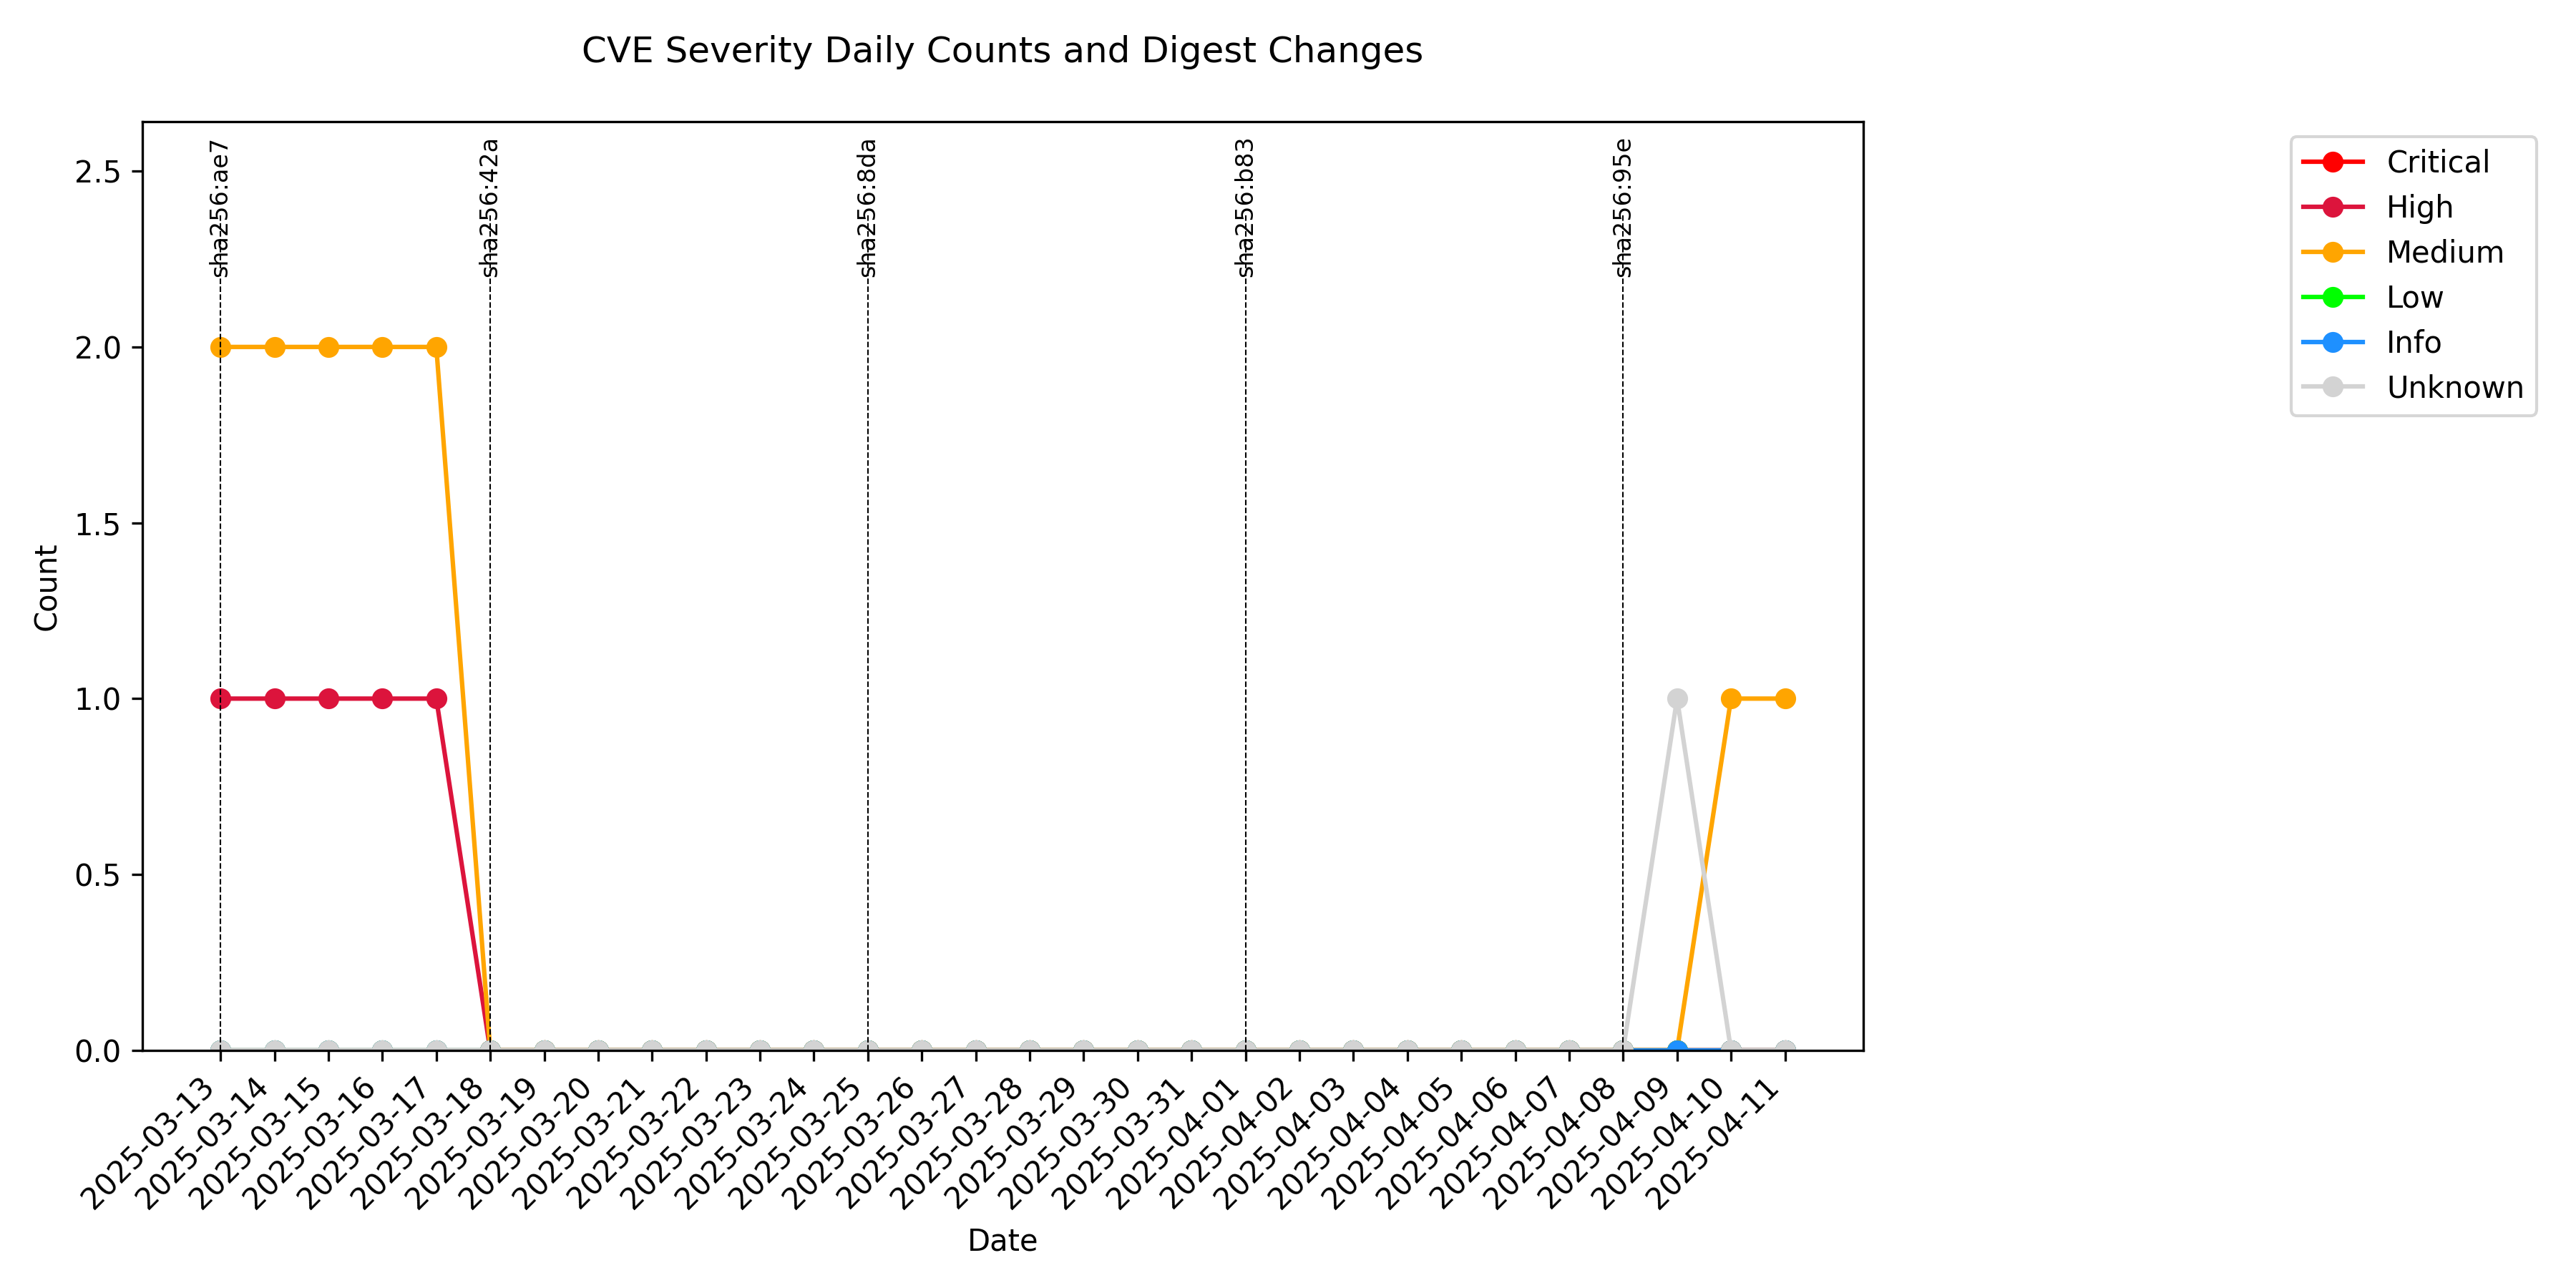 CVE Severity Daily Counts and Digest Changes
sha256:ae7
sha256:42a
sha256:8da
sha256:b83
sha256:95e
Critical
High
Medium
Low
Info
Unknown
2.5
2.0
1.5
1.0
0.5
0.0
Count
2025-03-13
2025-03-14
2025-03-15
2025-03-16
2025-03-17
2025-03-18
2025-03-19
2025-03-20
2025-03-21
2025-03-22
2025-03-23
2025-03-24
2025-03-25
2025-03-26
2025-03-27
2025-03-28
2025-03-29
2025-03-30
2025-03-31
2025-04-01
2025-04-02
2025-04-03
2025-04-04
2025-04-05
2025-04-06
2025-04-07
2025-04-08
2025-04-09
2025-04-10
2025-04-11
Date